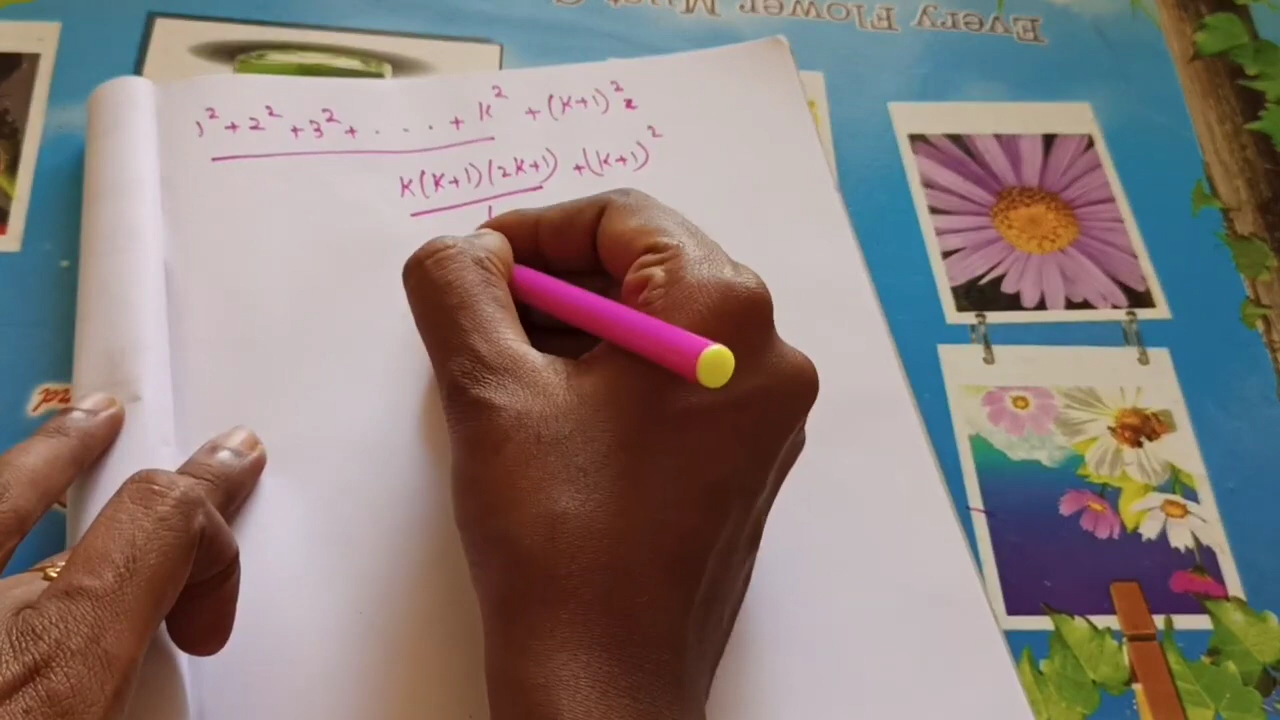 Every Flower Must
1² + 2² + 3² + . . . . + k² + (k+1)² =
k(k+1)(2k+1) + (k+1)²